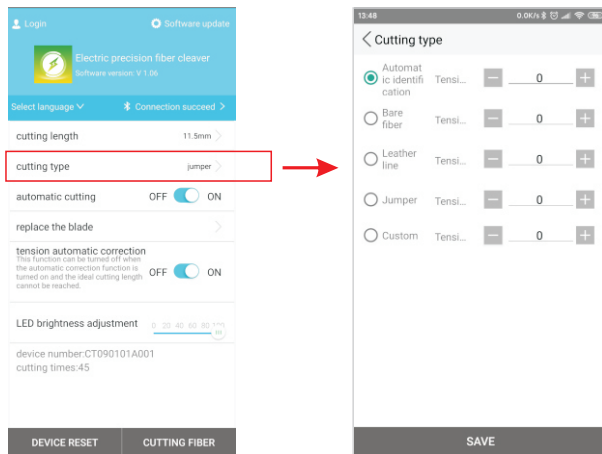 Login
Software update
Electric precision fiber cleaver
Software version: V 1.06
Select language
Connection succeed
cutting length
11.5mm
cutting type
jumper
automatic cutting
OFF
ON
replace the blade
tension automatic correction
This function can be turned off when
the automatic correction function is
turned on and the ideal cutting length
cannot be reached.
OFF
ON
LED brightness adjustment
0 20 40 60 80
device number:CT090101A001
cutting times:45
DEVICE RESET
CUTTING FIBER
13:48
0.0K/s
Cutting type
Automat
ic identifi
cation
Tensi...
0
Bare
fiber
Tensi...
0
Leather
line
Tensi...
0
Jumper
Tensi...
0
Custom
Tensi...
0
SAVE